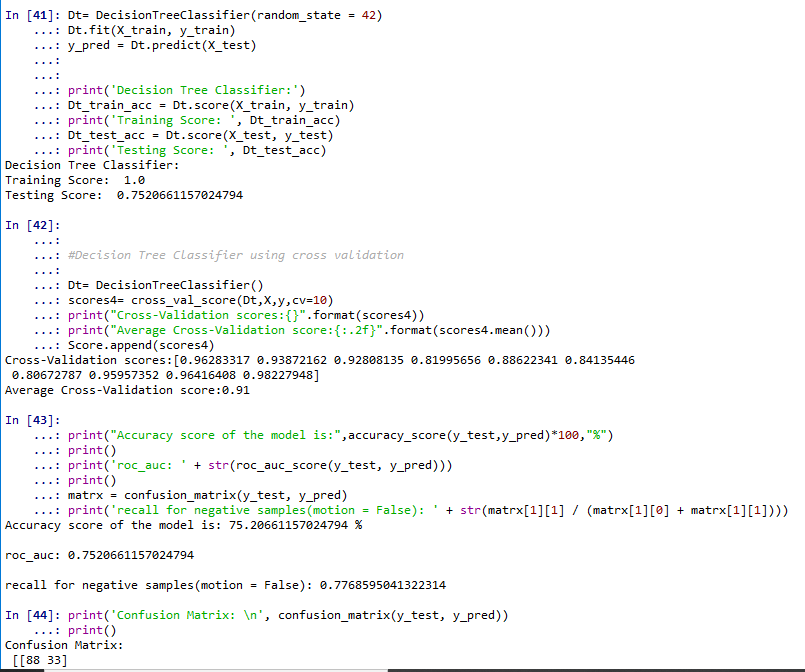 In [41]: Dt= DecisionTreeClassifier(random_state = 42)
    ...: Dt.fit(X_train, y_train)
    ...: y_pred = Dt.predict(X_test)
    ...:
    ...:
    ...: print('Decision Tree Classifier:')
    ...: Dt_train_acc = Dt.score(X_train, y_train)
    ...: print('Training Score: ', Dt_train_acc)
    ...: Dt_test_acc = Dt.score(X_test, y_test)
    ...: print('Testing Score: ', Dt_test_acc)
Decision Tree Classifier:
Training Score:  1.0
Testing Score:  0.7520661157024794

In [42]:
    ...:
    ...: #Decision Tree Classifier using cross validation
    ...:
    ...: Dt= DecisionTreeClassifier()
    ...: scores4= cross_val_score(Dt,X,y,cv=10)
    ...: print("Cross-Validation scores:{}".format(scores4))
    ...: print("Average Cross-Validation score:{:.2f}".format(scores4.mean()))
    ...: Score.append(scores4)
Cross-Validation scores:[0.96283317 0.93872162 0.92808135 0.81995656 0.88622341 0.84135446
 0.80672787 0.95957352 0.96416408 0.98227948]
Average Cross-Validation score:0.91

In [43]:
    ...: print("Accuracy score of the model is:",accuracy_score(y_test,y_pred)*100,"%")
    ...: print()
    ...: print('roc_auc: ' + str(roc_auc_score(y_test, y_pred)))
    ...: print()
    ...: matrx = confusion_matrix(y_test, y_pred)
    ...: print('recall for negative samples(motion = False): ' + str(matrx[1][1] / (matrx[1][0] + matrx[1][1])))
Accuracy score of the model is: 75.20661157024794 %

roc_auc: 0.7520661157024794

recall for negative samples(motion = False): 0.7768595041322314

In [44]: print('Confusion Matrix: \n', confusion_matrix(y_test, y_pred))
    ...: print()
Confusion Matrix:
 [[88 33]